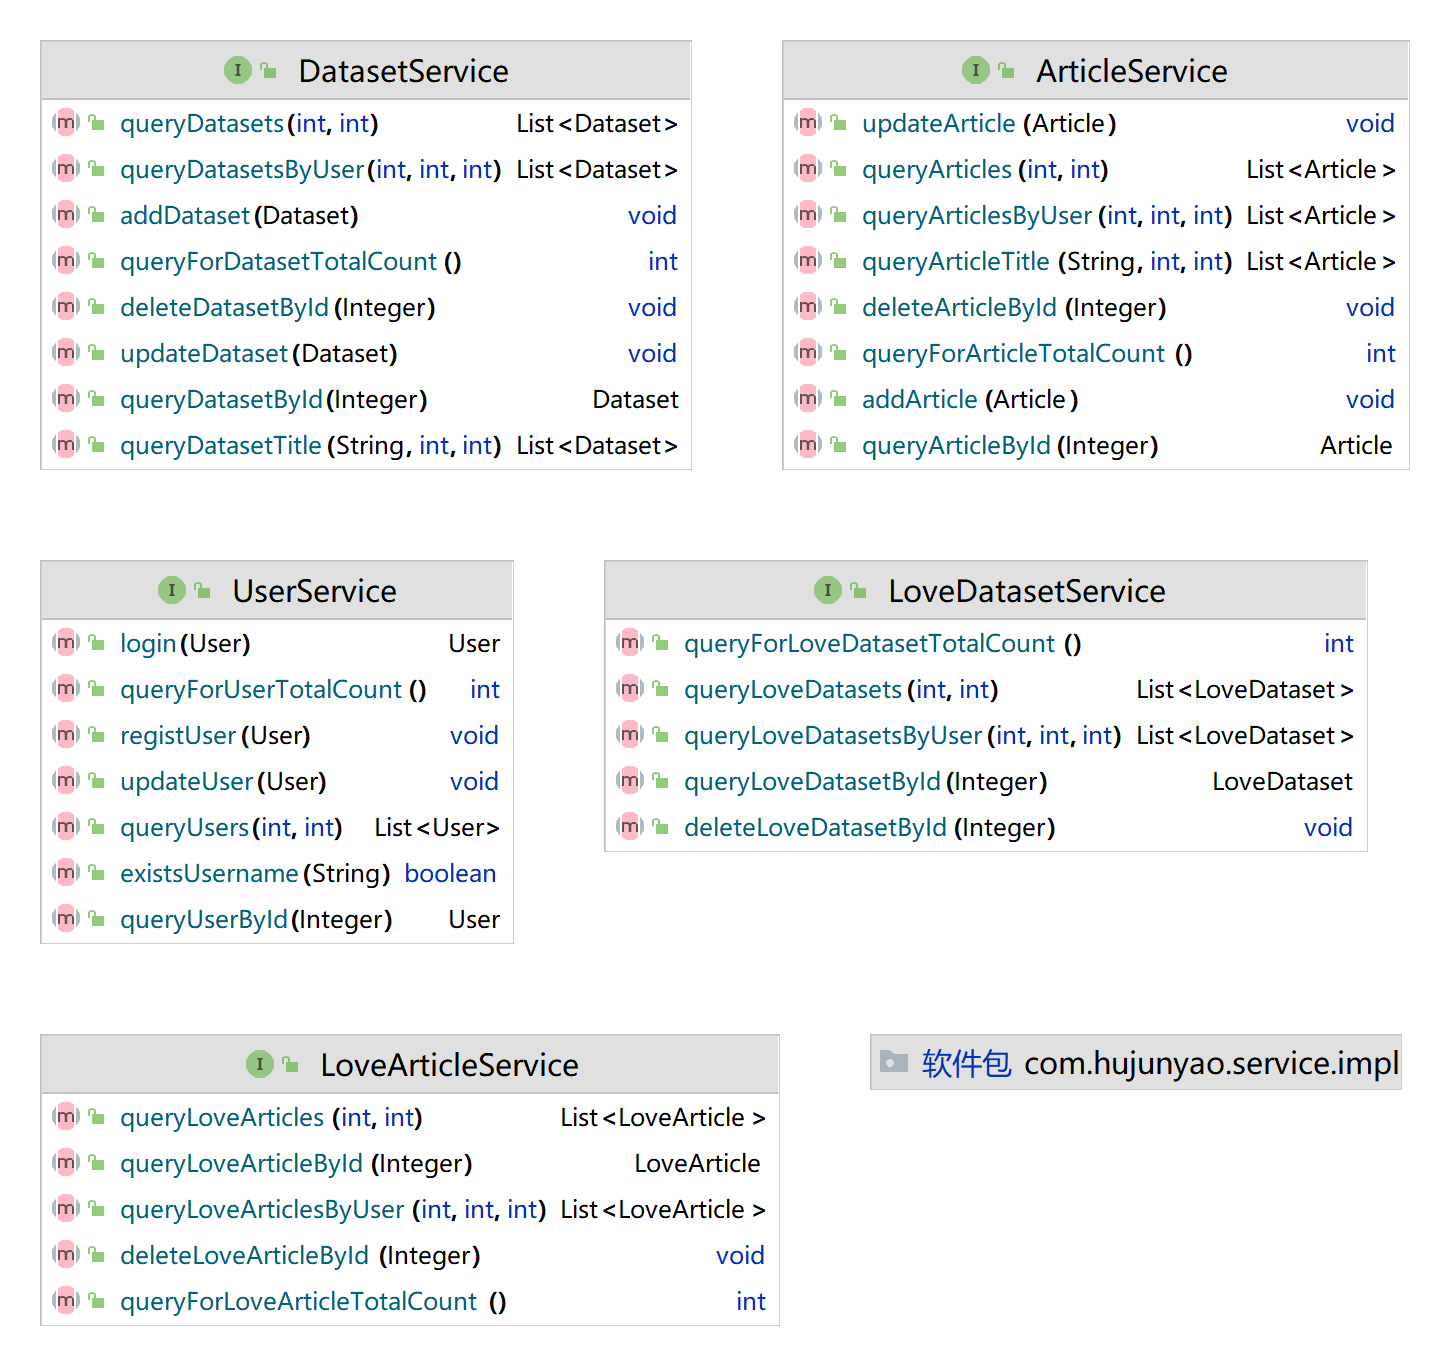 I DatasetService
m queryDatasets(int, int) List<Dataset>
m queryDatasetsByUser(int, int, int) List<Dataset>
m addDataset(Dataset) void
m queryForDatasetTotalCount() int
m deleteDatasetById(Integer) void
m updateDataset(Dataset) void
m queryDatasetById(Integer) Dataset
m queryDatasetTitle(String, int, int) List<Dataset>
I ArticleService
m updateArticle(Article) void
m queryArticles(int, int) List<Article>
m queryArticlesByUser(int, int, int) List<Article>
m queryArticleTitle(String, int, int) List<Article>
m deleteArticleById(Integer) void
m queryForArticleTotalCount() int
m addArticle(Article) void
m queryArticleById(Integer) Article
I UserService
m login(User) User
m queryForUserTotalCount() int
m registUser(User) void
m updateUser(User) void
m queryUsers(int, int) List<User>
m existsUsername(String) boolean
m queryUserById(Integer) User
I LoveDatasetService
m queryForLoveDatasetTotalCount() int
m queryLoveDatasets(int, int) List<LoveDataset>
m queryLoveDatasetsByUser(int, int, int) List<LoveDataset>
m queryLoveDatasetById(Integer) LoveDataset
m deleteLoveDatasetById(Integer) void
I LoveArticleService
m queryLoveArticles(int, int) List<LoveArticle>
m queryLoveArticleById(Integer) LoveArticle
m queryLoveArticlesByUser(int, int, int) List<LoveArticle>
m deleteLoveArticleById(Integer) void
m queryForLoveArticleTotalCount() int
软件包 com.hujunyao.service.impl